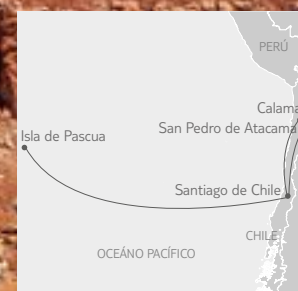 PERÚ
Calama
San Pedro de Atacama
Isla de Pascua
Santiago de Chile
CHILE
OCEÁNO PACÍFICO